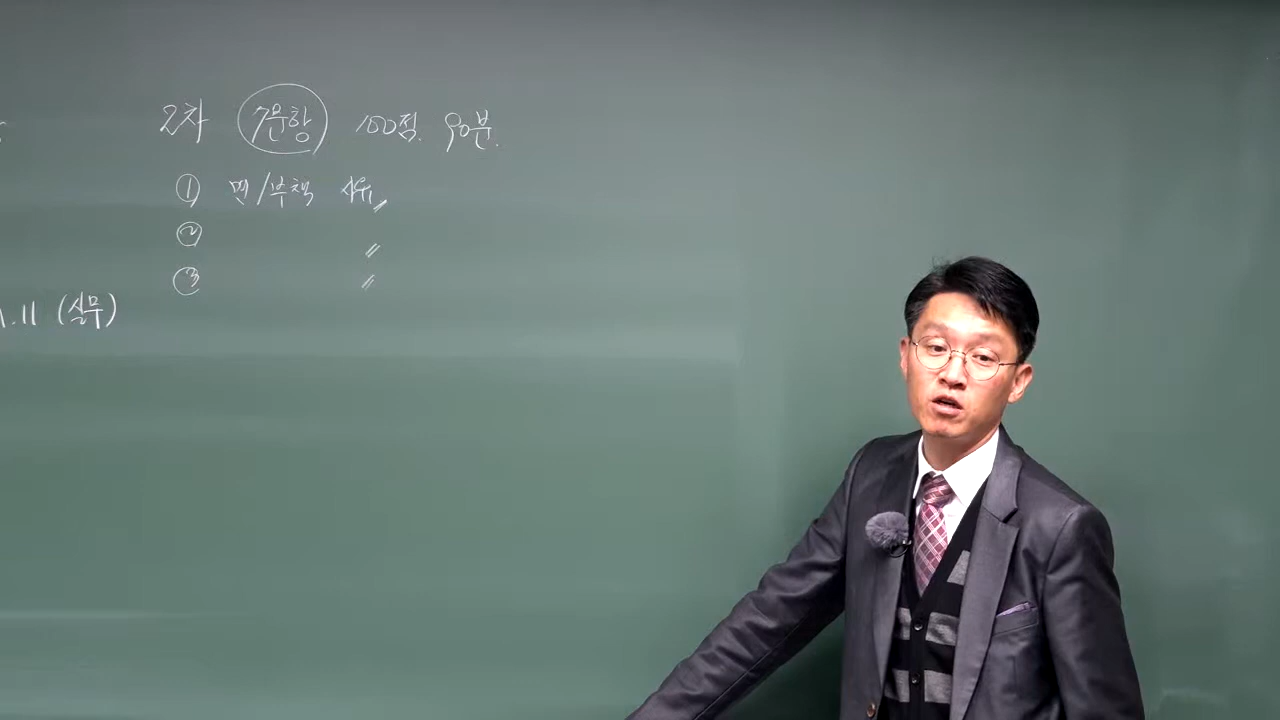 2차 7문항 100점. 90분.
① 면/부책 사유 〃
② 〃
③ 〃
.11 (실무)